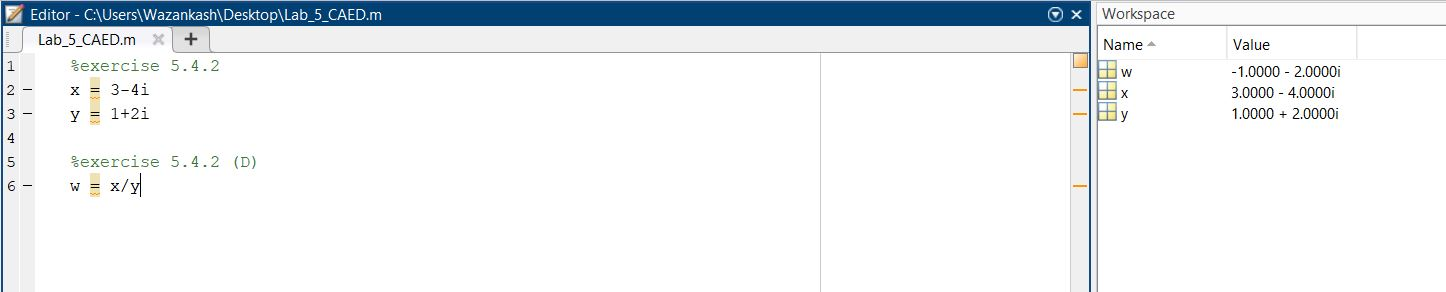 Editor - C:\Users\Wazankash\Desktop\Lab_5_CAED.m
Lab_5_CAED.m
1 %exercise 5.4.2
2 - x = 3-4i
3 - y = 1+2i
4
5 %exercise 5.4.2 (D)
6 - w = x/y
Workspace
Name Value
w -1.0000 - 2.0000i
x 3.0000 - 4.0000i
y 1.0000 + 2.0000i